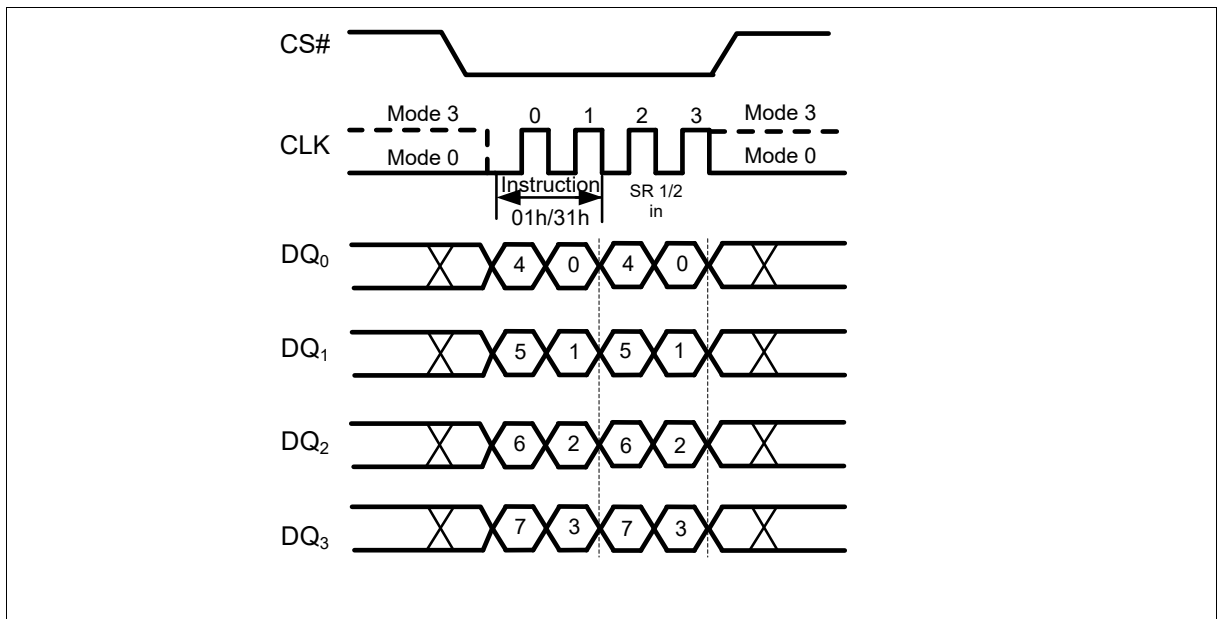 CS#
Mode 3 0 1 2 3 Mode 3
CLK
Mode 0 Mode 0
Instruction SR 1/2
in
01h/31h
DQ0 4 0 4 0
DQ1 5 1 5 1
DQ2 6 2 6 2
DQ3 7 3 7 3